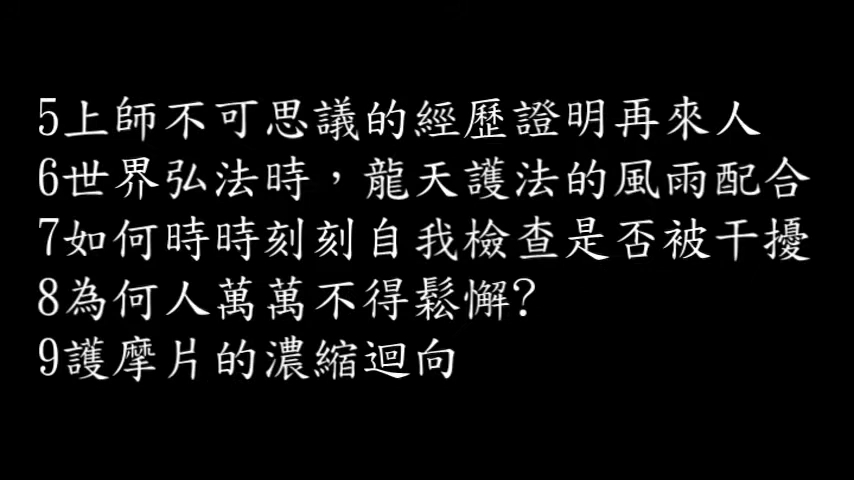 5上師不可思議的經歷證明再來人
6世界弘法時，龍天護法的風雨配合
7如何時時刻刻自我檢查是否被干擾
8為何人萬萬不得鬆懈?
9護摩片的濃縮迴向